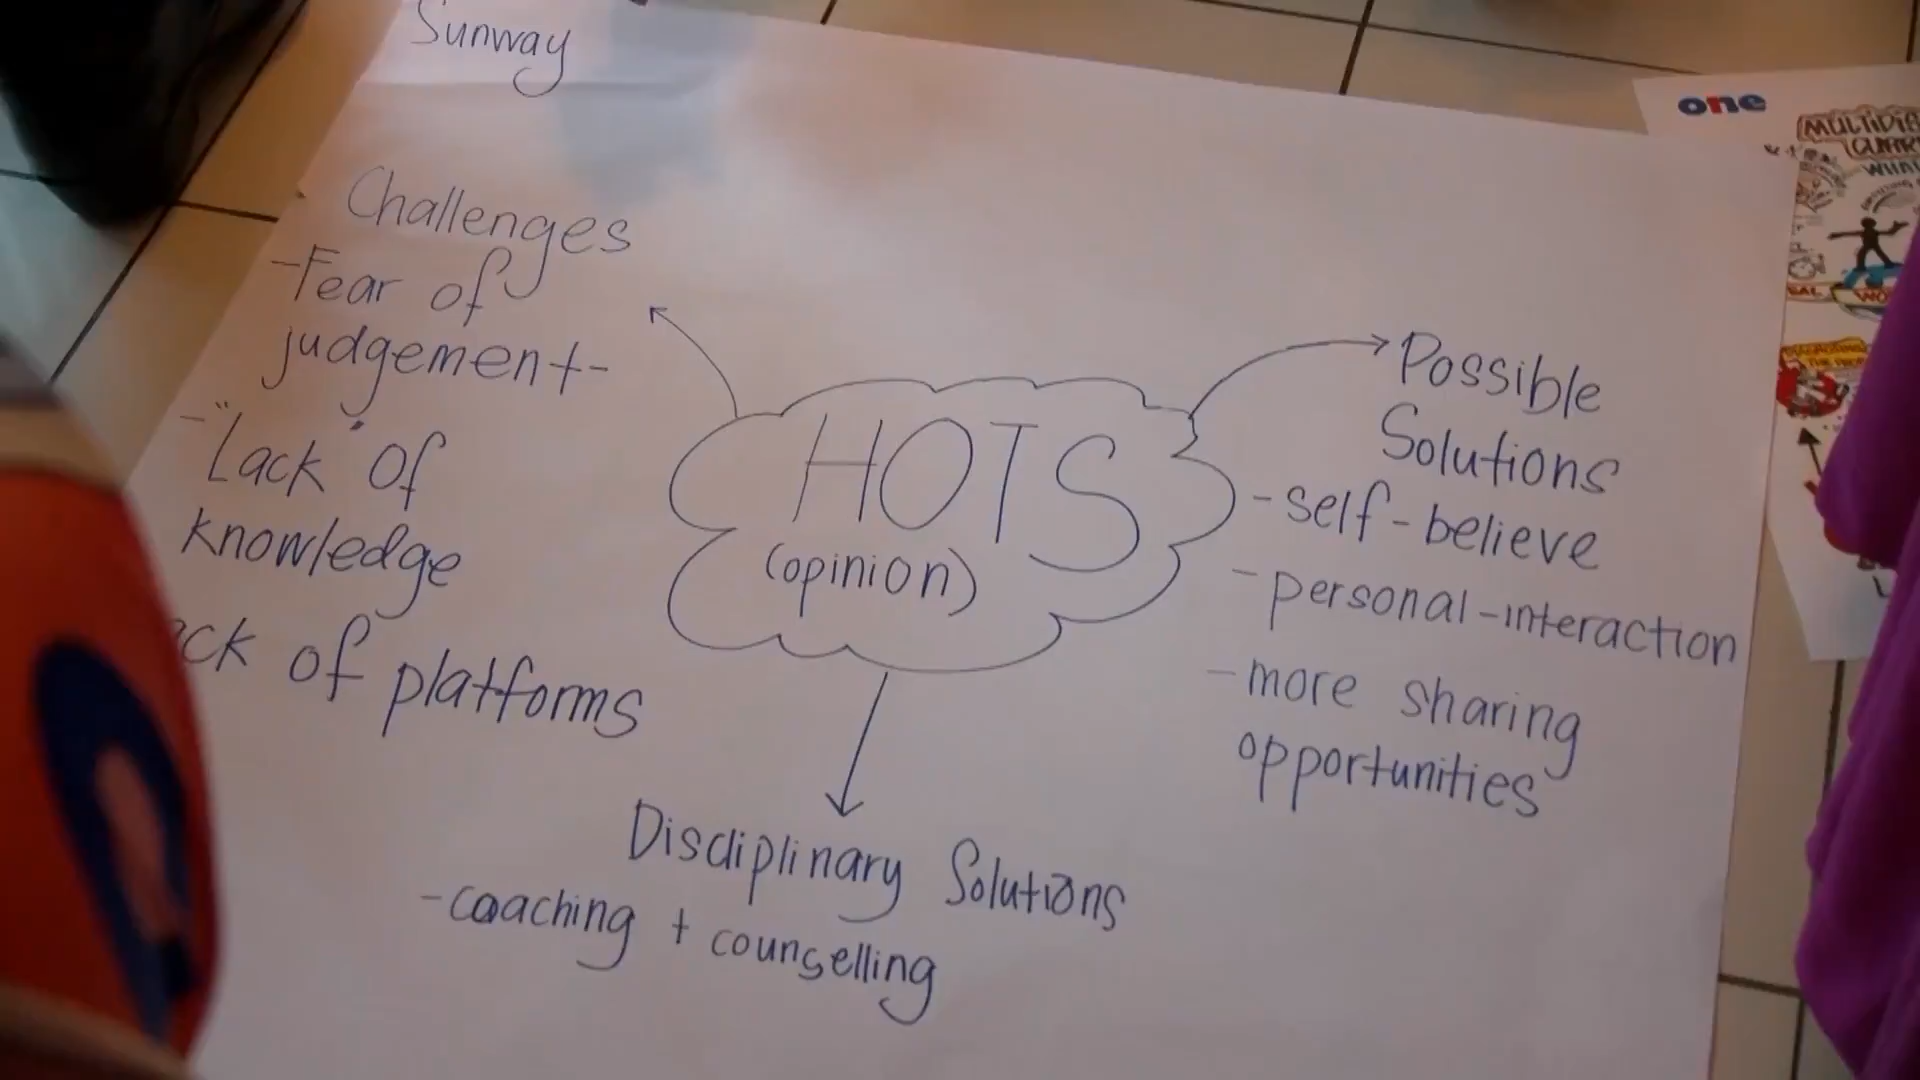 Sunway
Challenges
-Fear of
judgement-
-"Lack" Of
knowledge
ck of platforms
HOTS
(opinion)
Possible
Solutions
-self-believe
-personal-interaction
-more sharing
opportunities
Discliplinary Solutions
-coaching + counselling
one